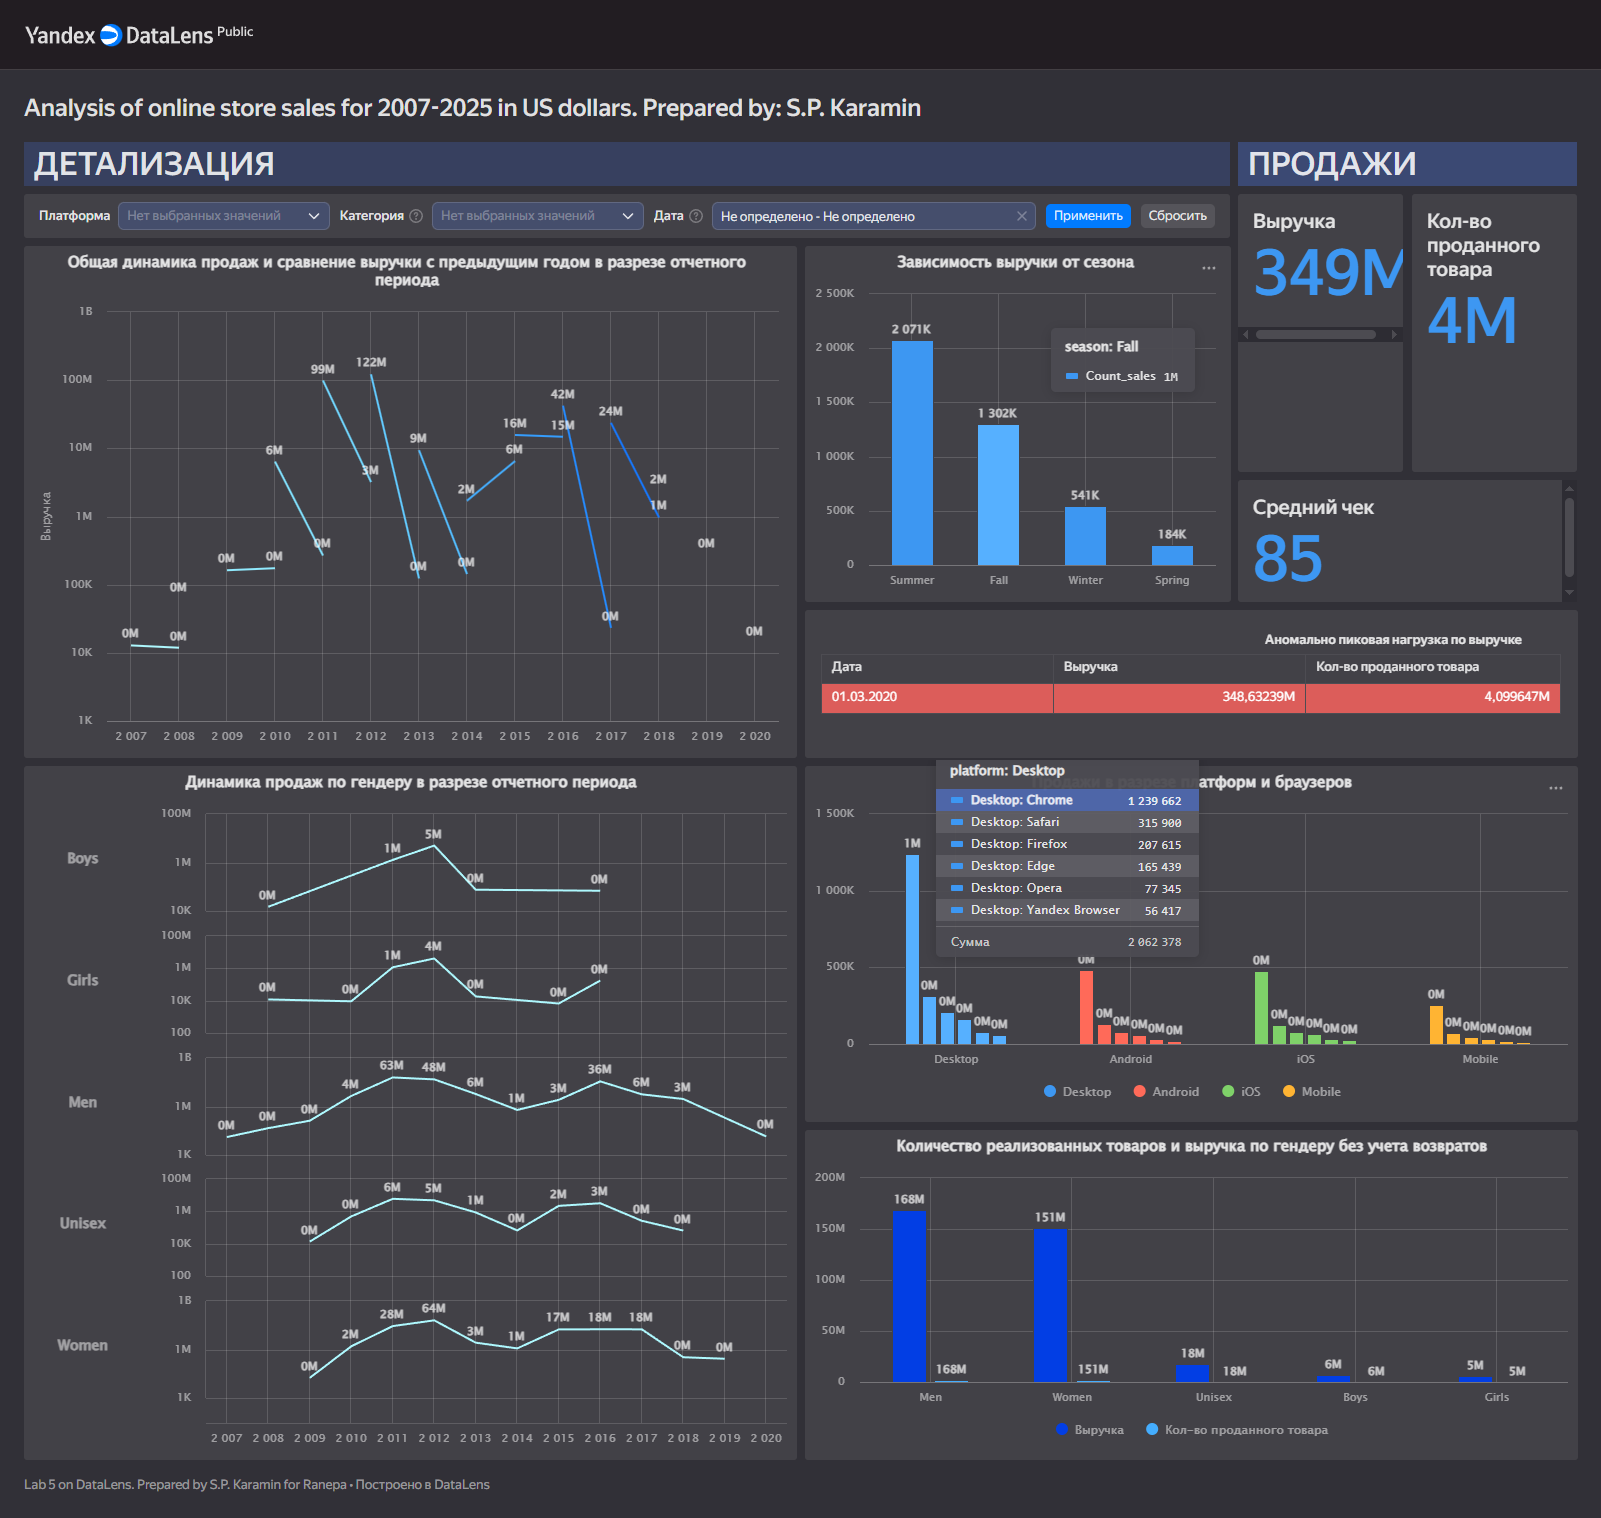 Yandex DataLens Public
Analysis of online store sales for 2007-2025 in US dollars. Prepared by: S.P. Karamin
ДЕТАЛИЗАЦИЯ
Платформа Нет выбранных значений Категория Нет выбранных значений Дата Не определено - Не определено Применить Сбросить
Общая динамика продаж и сравнение выручки с предыдущим годом в разрезе отчетного
периода
Выручка
1B
100M
10M
1M
100K
10K
1K
0M 0M 0M 0M 0M 6M 99M 0M 122M 3M 9M 0M 2M 0M 16M 6M 42M 15M 24M 0M 2M 1M 0M 0M
2 007 2 008 2 009 2 010 2 011 2 012 2 013 2 014 2 015 2 016 2 017 2 018 2 019 2 020
Зависимость выручки от сезона
2 500K
2 000K
1 500K
1 000K
500K
0
2 071K 1 302K 541K 184K
Summer Fall Winter Spring
season: Fall
Count_sales 1M
ПРОДАЖИ
Выручка
349M
Кол-во
проданного
товара
4M
Средний чек
85
Аномально пиковая нагрузка по выручке
Дата Выручка Кол-во проданного товара
01.03.2020 348,63239M 4,099647M
Динамика продаж по гендеру в разрезе отчетного периода
Boys
100M
1M
10K
0M 1M 5M 0M 0M
Girls
100M
1M
10K
100
0M 0M 1M 4M 0M 0M 0M
Men
1B
1M
1K
0M 0M 0M 4M 63M 48M 6M 1M 3M 36M 6M 3M 0M
Unisex
100M
1M
10K
100
0M 0M 6M 5M 1M 0M 2M 3M 0M 0M
Women
1B
1M
1K
0M 2M 28M 64M 3M 1M 17M 18M 18M 0M 0M
2 007 2 008 2 009 2 010 2 011 2 012 2 013 2 014 2 015 2 016 2 017 2 018 2 019 2 020
Продажи в разрезе платформ и браузеров
1 500K
1 000K
500K
0
platform: Desktop
Desktop: Chrome 1 239 662
Desktop: Safari 315 900
Desktop: Firefox 207 615
Desktop: Edge 165 439
Desktop: Opera 77 345
Desktop: Yandex Browser 56 417
Сумма 2 062 378
1M 0M 0M 0M 0M 0M 0M 0M 0M 0M 0M 0M 0M 0M 0M 0M 0M 0M 0M 0M 0M 0M 0M 0M
Desktop Android iOS Mobile
Desktop Android iOS Mobile
Количество реализованных товаров и выручка по гендеру без учета возвратов
200M
150M
100M
50M
0
168M 168M 151M 151M 18M 18M 6M 6M 5M 5M
Men Women Unisex Boys Girls
Выручка Кол-во проданного товара
Lab 5 on DataLens. Prepared by S.P. Karamin for Ranepa • Построено в DataLens